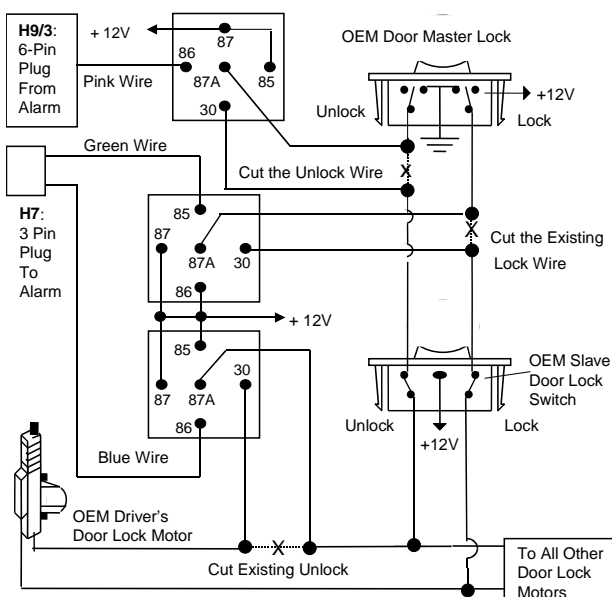 H9/3:
6-Pin
Plug
From
Alarm
+ 12V
87
86
87A
85
30
Pink Wire
OEM Door Master Lock
+12V
Unlock
Lock
Green Wire
Cut the Unlock Wire
X
H7:
3 Pin
Plug
To
Alarm
85
87
87A
30
86
X
Cut the Existing
Lock Wire
+ 12V
85
30
87
87A
86
OEM Slave
Door Lock
Switch
Unlock
+12V
Lock
Blue Wire
OEM Driver's
Door Lock Motor
X
Cut Existing Unlock
To All Other
Door Lock
Motors